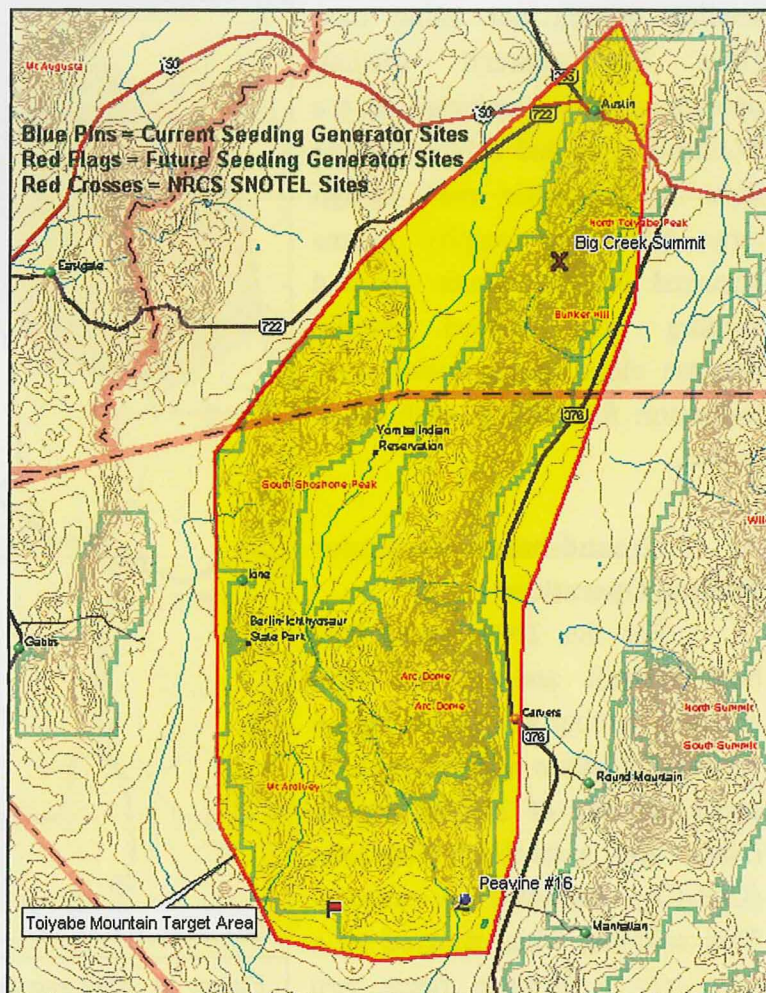 Mt Augusta
50
305
Austin
50
722
Blue Pins = Current Seeding Generator Sites
Red Flags = Future Seeding Generator Sites
Red Crosses = NRCS SNOTEL Sites
North Toiyabe Peak
Big Creek Summit
Eastgate
Bunker Hill
722
376
Yomba Indian
Reservation
South Shoshone Peak
Ione
Berlin-Ichthyosaur
State Park
Gabbs
Arc Dome
Arc Dome
North Summit
Carvers
376
South Summit
Round Mountain
Mt Ardivey
Peavine #16
Toiyabe Mountain Target Area
Manhattan